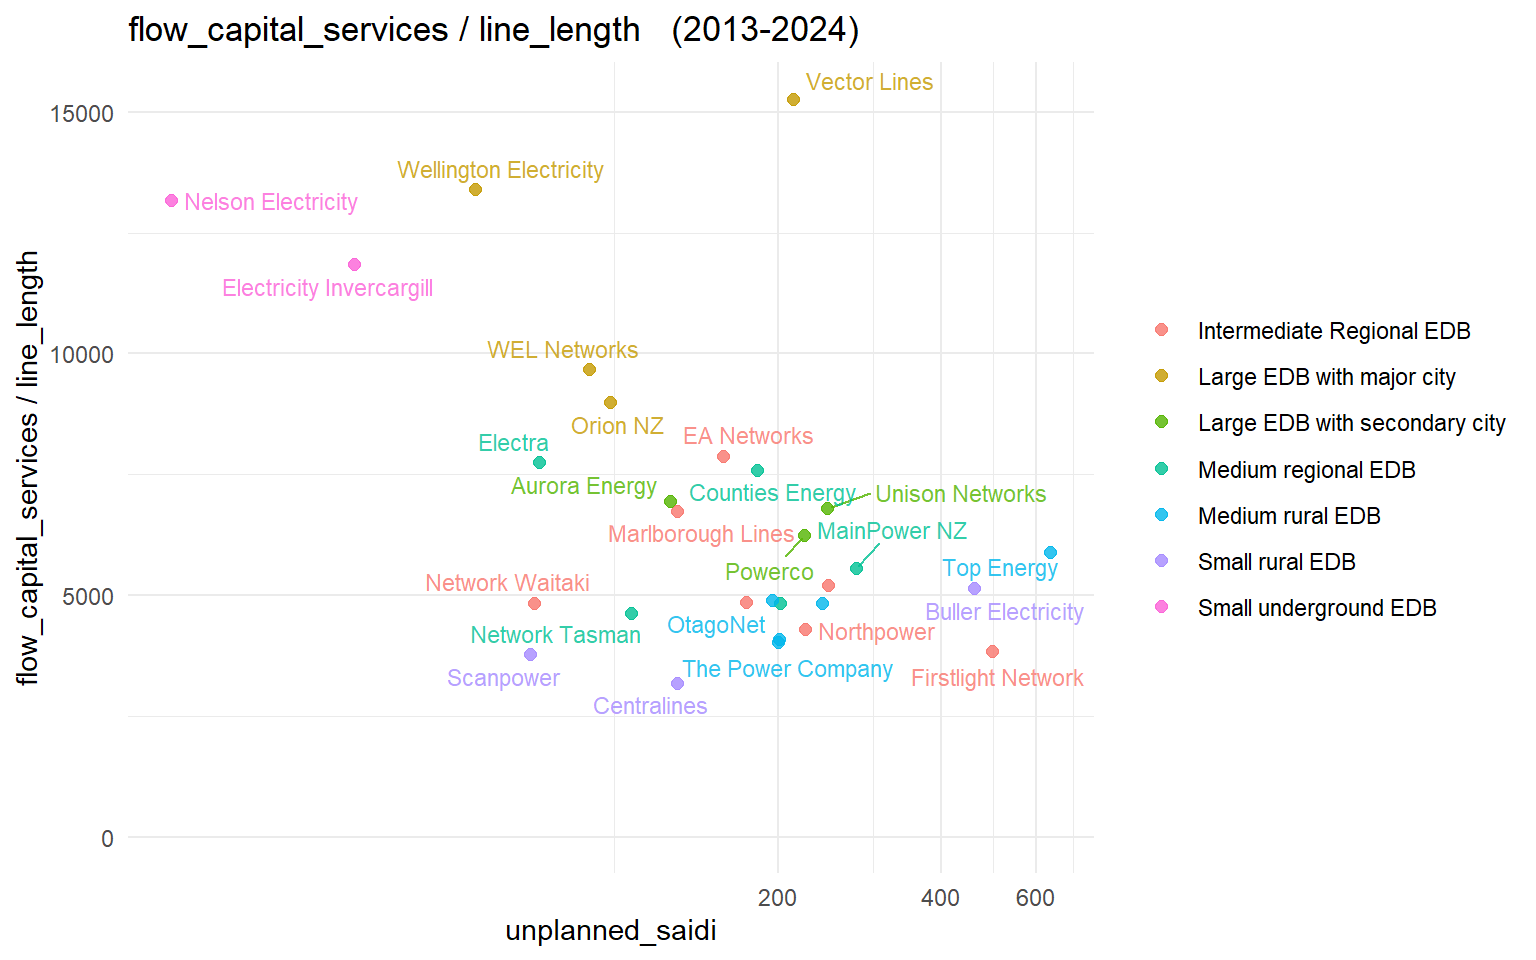 flow_capital_services / line_length (2013-2024)
flow_capital_services / line_length
15000
10000
5000
0
Vector Lines
Wellington Electricity
Nelson Electricity
Electricity Invercargill
WEL Networks
Orion NZ
Electra
EA Networks
Aurora Energy
Counties Energy
Unison Networks
Marlborough Lines
MainPower NZ
Powerco
Top Energy
Network Waitaki
Buller Electricity
OtagoNet
Northpower
Network Tasman
The Power Company
Scanpower
Firstlight Network
Centralines
200
400
600
unplanned_saidi
Intermediate Regional EDB
Large EDB with major city
Large EDB with secondary city
Medium regional EDB
Medium rural EDB
Small rural EDB
Small underground EDB